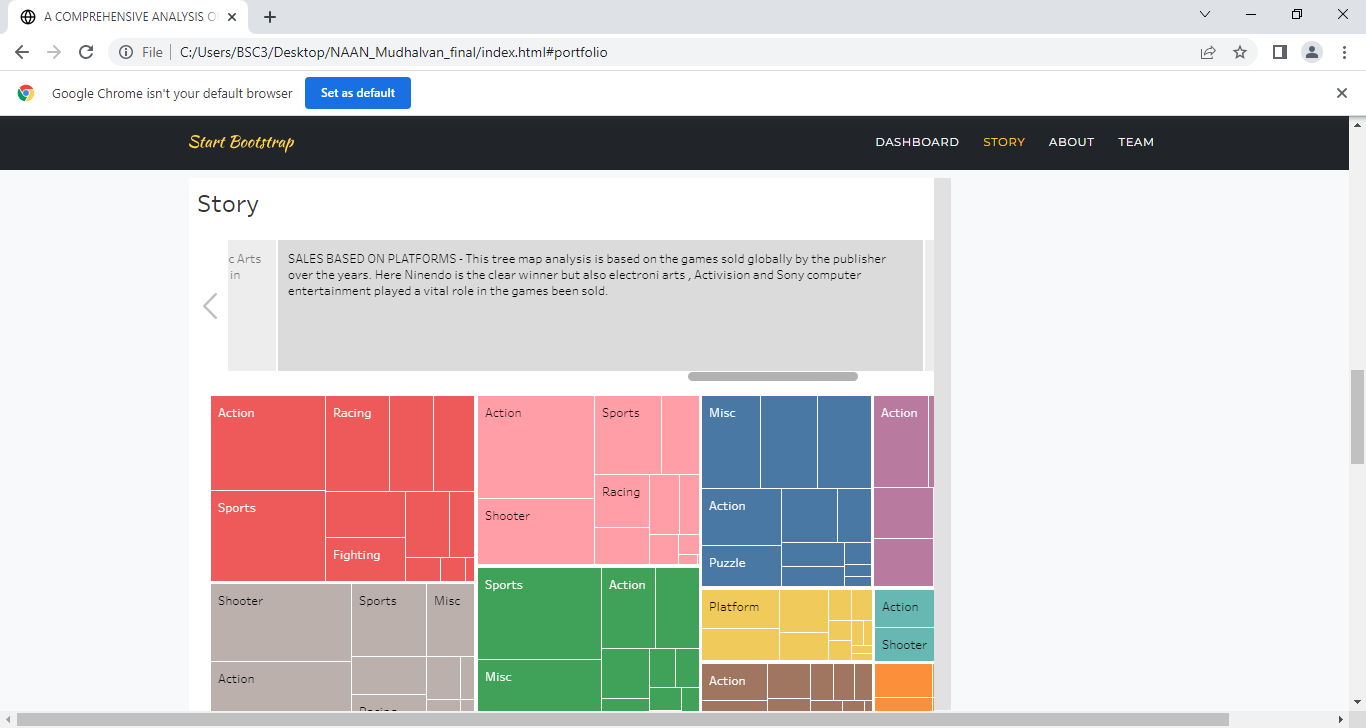 A COMPREHENSIVE ANALYSIS O
File
C:/Users/BSC3/Desktop/NAAN_Mudhalvan_final/index.html#portfolio
Google Chrome isn't your default browser
Set as default
Start Bootstrap
DASHBOARD
STORY
ABOUT
TEAM
Story
c Arts
in
SALES BASED ON PLATFORMS - This tree map analysis is based on the games sold globally by the publisher
over the years. Here Ninendo is the clear winner but also electroni arts , Activision and Sony computer
entertainment played a vital role in the games been sold.
Action
Racing
Sports
Fighting
Action
Sports
Racing
Shooter
Misc
Action
Puzzle
Action
Shooter
Sports
Misc
Action
Racing
Sports
Action
Misc
Platform
Action
Shooter
Action